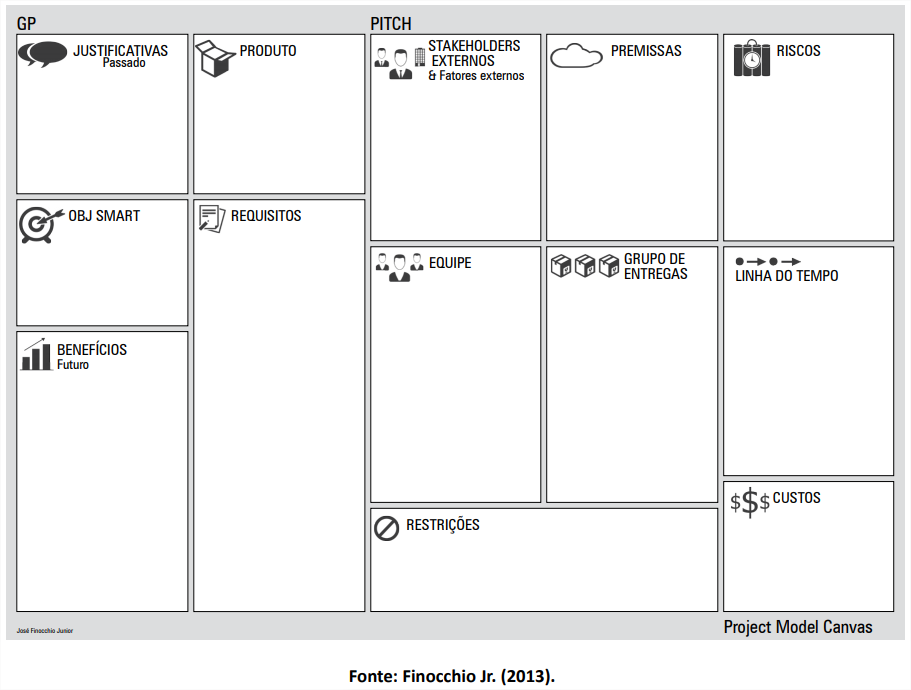 GP
PITCH
JUSTIFICATIVAS
Passado
PRODUTO
STAKEHOLDERS
EXTERNOS
& Fatores externos
PREMISSAS
RISCOS
OBJ SMART
REQUISITOS
EQUIPE
GRUPO DE
ENTREGAS
LINHA DO TEMPO
BENEFÍCIOS
Futuro
$$$ CUSTOS
RESTRIÇÕES
José Finocchio Junior
Project Model Canvas
Fonte: Finocchio Jr. (2013).